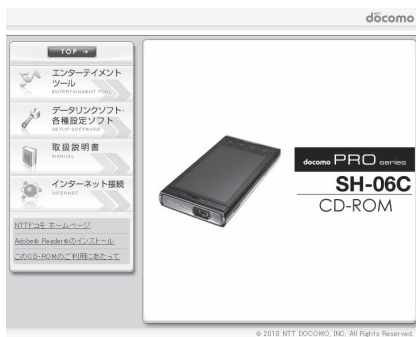 döcomo
TOP →
エンターテイメント
ツール
ENTERTAINMENT TOOL
データリンクソフト・
各種設定ソフト
SETUP SOFTWARE
取扱説明書
MANUAL
インターネット接続
INTERNET
NTTドコモ ホームページ
Adobe® Reader®のインストール
このCD-ROMのご利用にあたって
docomo PRO series
SH-06C
CD-ROM
© 2010 NTT DOCOMO, INC. All Rights Reserved.